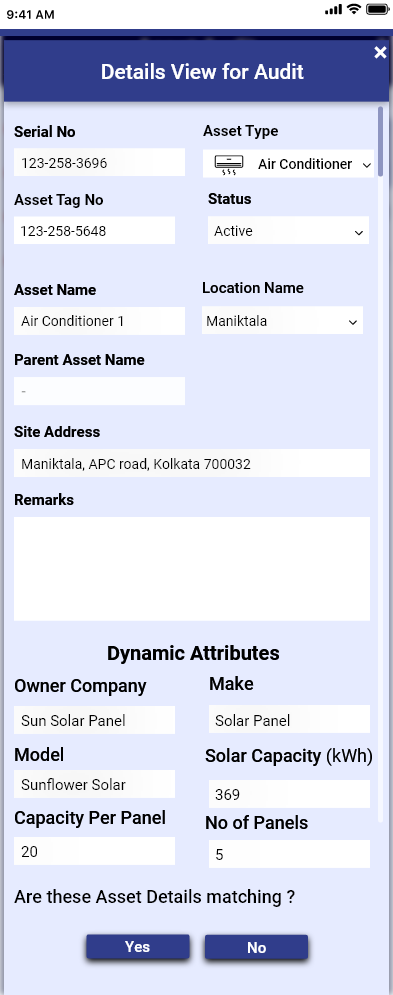 9:41 AM
Details View for Audit
×
Serial No
Asset Type
123-258-3696
Air Conditioner
Asset Tag No
Status
123-258-5648
Active
Asset Name
Location Name
Air Conditioner 1
Maniktala
Parent Asset Name
-
Site Address
Maniktala, APC road, Kolkata 700032
Remarks
Dynamic Attributes
Owner Company
Make
Sun Solar Panel
Solar Panel
Model
Solar Capacity (kWh)
Sunflower Solar
369
Capacity Per Panel
No of Panels
20
5
Are these Asset Details matching ?
Yes
No